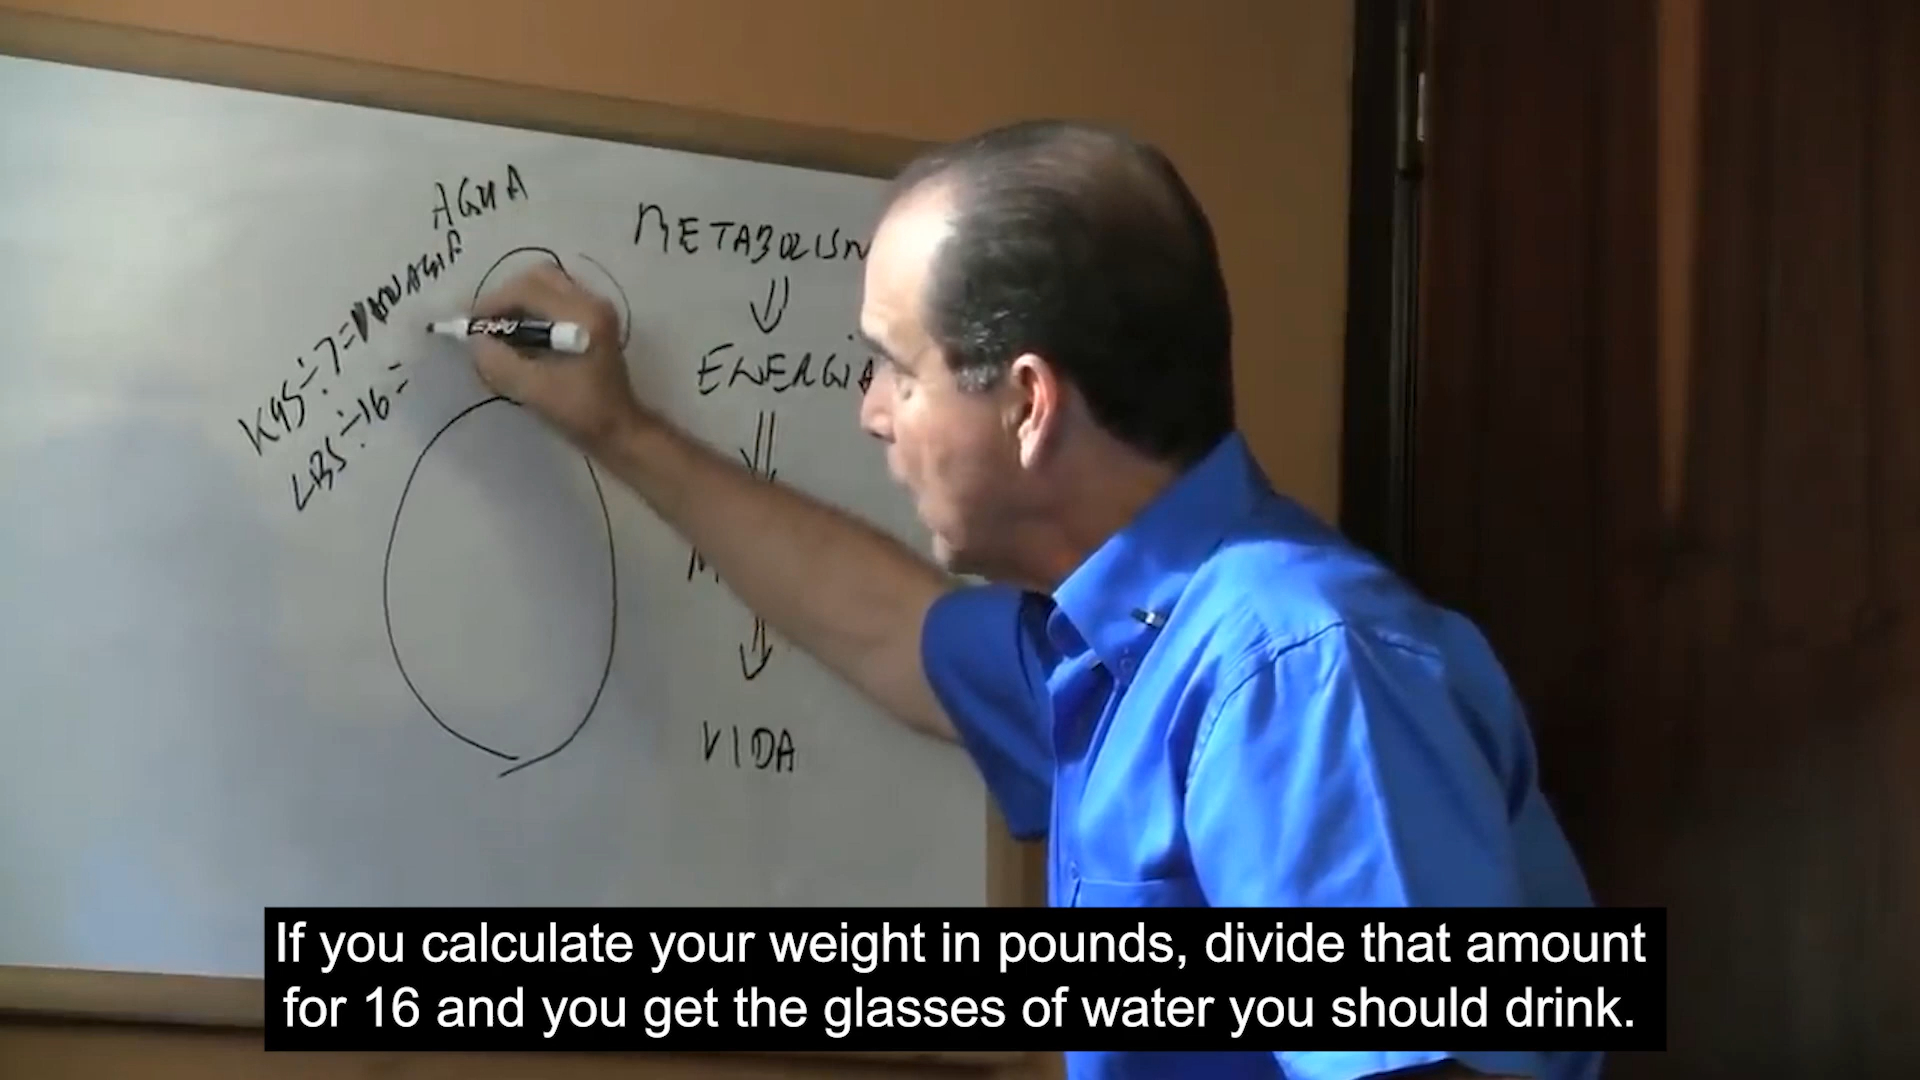 AGUA
METABOLISM
ENERGIA
VIDA
KGS÷7=
LBS÷16=
If you calculate your weight in pounds, divide that amount
for 16 and you get the glasses of water you should drink.